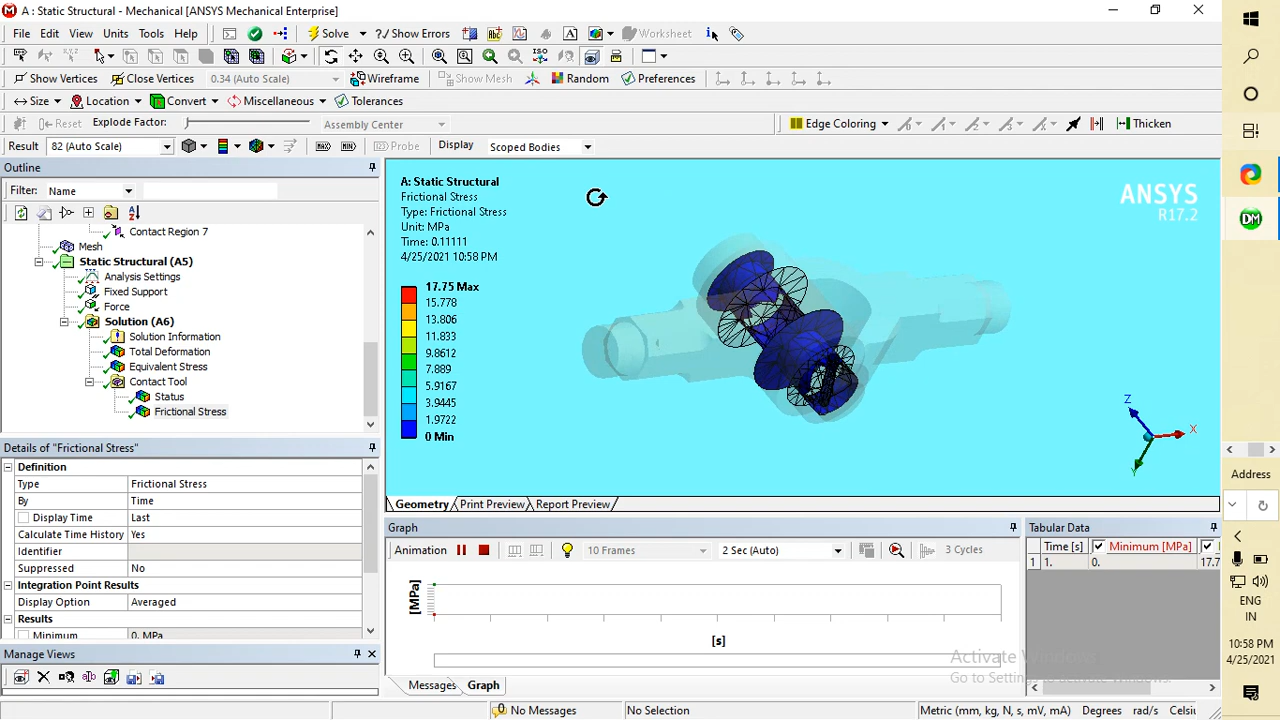 A : Static Structural - Mechanical [ANSYS Mechanical Enterprise]
File Edit View Units Tools Help Solve Show Errors Worksheet
Show Vertices Close Vertices 0.34 (Auto Scale) Wireframe Show Mesh Random Preferences
Size Location Convert Miscellaneous Tolerances
Reset Explode Factor: Assembly Center Edge Coloring Thicken
Result 82 (Auto Scale) Probe Display Scoped Bodies
Outline
Filter: Name
Contact Region 7
Mesh
Static Structural (A5)
Analysis Settings
Fixed Support
Force
Solution (A6)
Solution Information
Total Deformation
Equivalent Stress
Contact Tool
Status
Frictional Stress
Details of "Frictional Stress"
Definition
Type Frictional Stress
By Time
Display Time Last
Calculate Time History Yes
Identifier
Suppressed No
Integration Point Results
Display Option Averaged
Results
Minimum 0. MPa
Manage Views
A: Static Structural
Frictional Stress
Type: Frictional Stress
Unit: MPa
Time: 0.11111
4/25/2021 10:58 PM
17.75 Max
15.778
13.806
11.833
9.8612
7.889
5.9167
3.9445
1.9722
0 Min
ANSYS
R17.2
Z
X
Y
Geometry Print Preview Report Preview
Graph
Animation 10 Frames 2 Sec (Auto) 3 Cycles
[MPa]
[s]
Messages Graph
Tabular Data
Time [s] Minimum [MPa]
1 1. 0. 17.7
Activate Windows
Go to Settings to activate Windows.
No Messages No Selection Metric (mm, kg, N, s, mV, mA) Degrees rad/s Celsi
DM
Address
ENG
IN
10:58 PM
4/25/2021